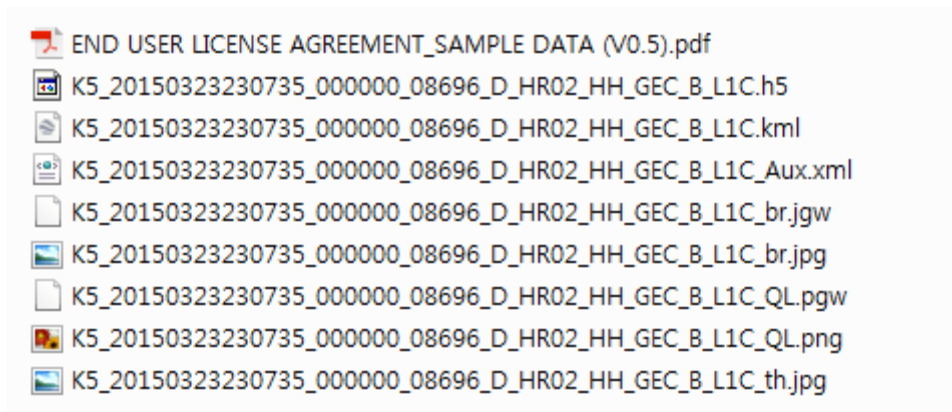 END USER LICENSE AGREEMENT_SAMPLE DATA (V0.5).pdf
K5_20150323230735_000000_08696_D_HR02_HH_GEC_B_L1C.h5
K5_20150323230735_000000_08696_D_HR02_HH_GEC_B_L1C.kml
K5_20150323230735_000000_08696_D_HR02_HH_GEC_B_L1C_Aux.xml
K5_20150323230735_000000_08696_D_HR02_HH_GEC_B_L1C_br.jgw
K5_20150323230735_000000_08696_D_HR02_HH_GEC_B_L1C_br.jpg
K5_20150323230735_000000_08696_D_HR02_HH_GEC_B_L1C_QL.pgw
K5_20150323230735_000000_08696_D_HR02_HH_GEC_B_L1C_QL.png
K5_20150323230735_000000_08696_D_HR02_HH_GEC_B_L1C_th.jpg